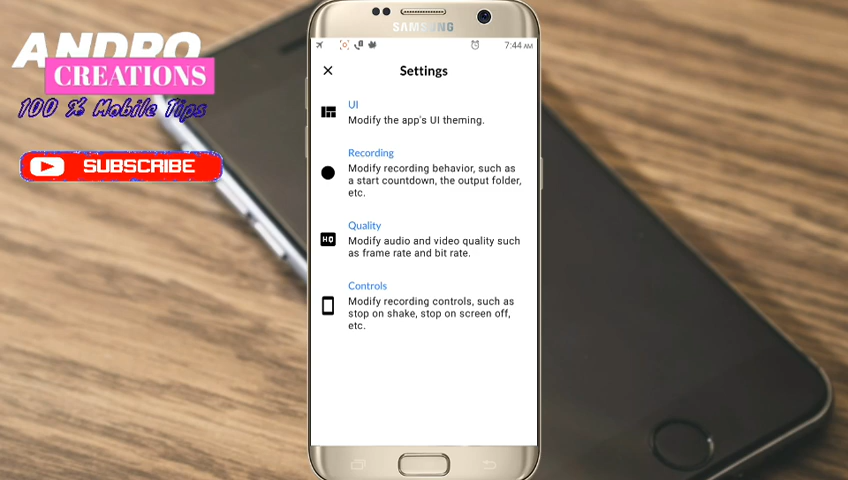 ANDRO
CREATIONS
100 % Mobile Tips
SUBSCRIBE
SAMSUNG
7:44 AM
Settings
UI
Modify the app's UI theming.
Recording
Modify recording behavior, such as
a start countdown, the output folder,
etc.
HQ
Quality
Modify audio and video quality such
as frame rate and bit rate.
Controls
Modify recording controls, such as
stop on shake, stop on screen off,
etc.